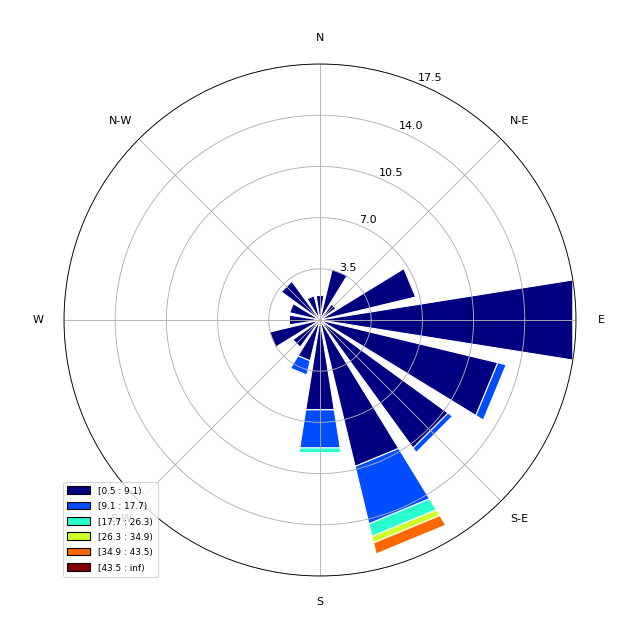 N
17.5
N-W
N-E
14.0
10.5
7.0
3.5
W
E
[0.5 : 9.1)
[9.1 : 17.7)
[17.7 : 26.3)
[26.3 : 34.9)
[34.9 : 43.5)
[43.5 : inf)
S-W
S-E
S